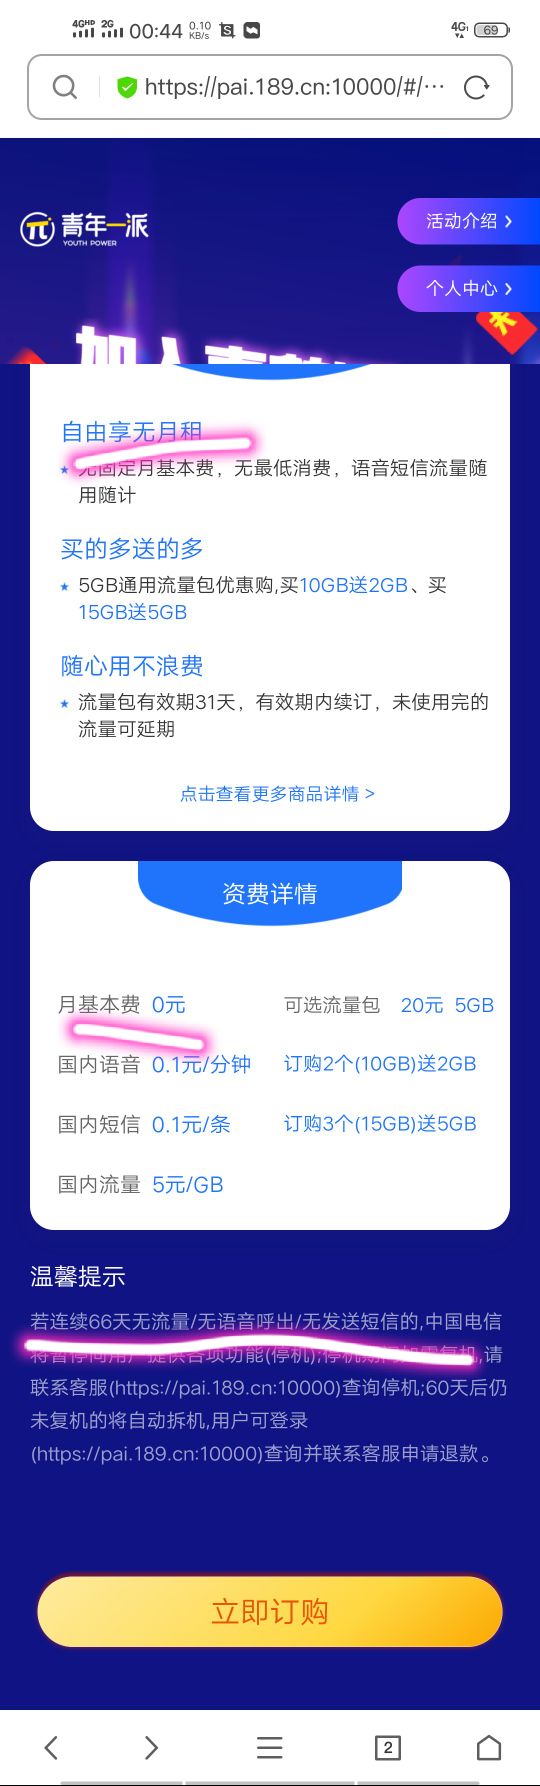 4GHD 2G 00:44 0.10 KB/s 4G 69
https://pai.189.cn:10000/#/···
π 青年一派
YOUTH POWER
活动介绍 >
个人中心 >
自由享无月租
★ 无固定月基本费，无最低消费，语音短信流量随
用随计
买的多送的多
★ 5GB通用流量包优惠购,买10GB送2GB、买
15GB送5GB
随心用不浪费
★ 流量包有效期31天，有效期内续订，未使用完的
流量可延期
点击查看更多商品详情 >
资费详情
月基本费 0元 可选流量包 20元 5GB
国内语音 0.1元/分钟 订购2个(10GB)送2GB
国内短信 0.1元/条 订购3个(15GB)送5GB
国内流量 5元/GB
温馨提示
若连续66天无流量/无语音呼出/无发送短信的,中国电信
将暂停向用户提供各项功能(停机);停机期间如需复机,请
联系客服(https://pai.189.cn:10000)查询停机;60天后仍
未复机的将自动拆机,用户可登录
(https://pai.189.cn:10000)查询并联系客服申请退款。
立即订购
2